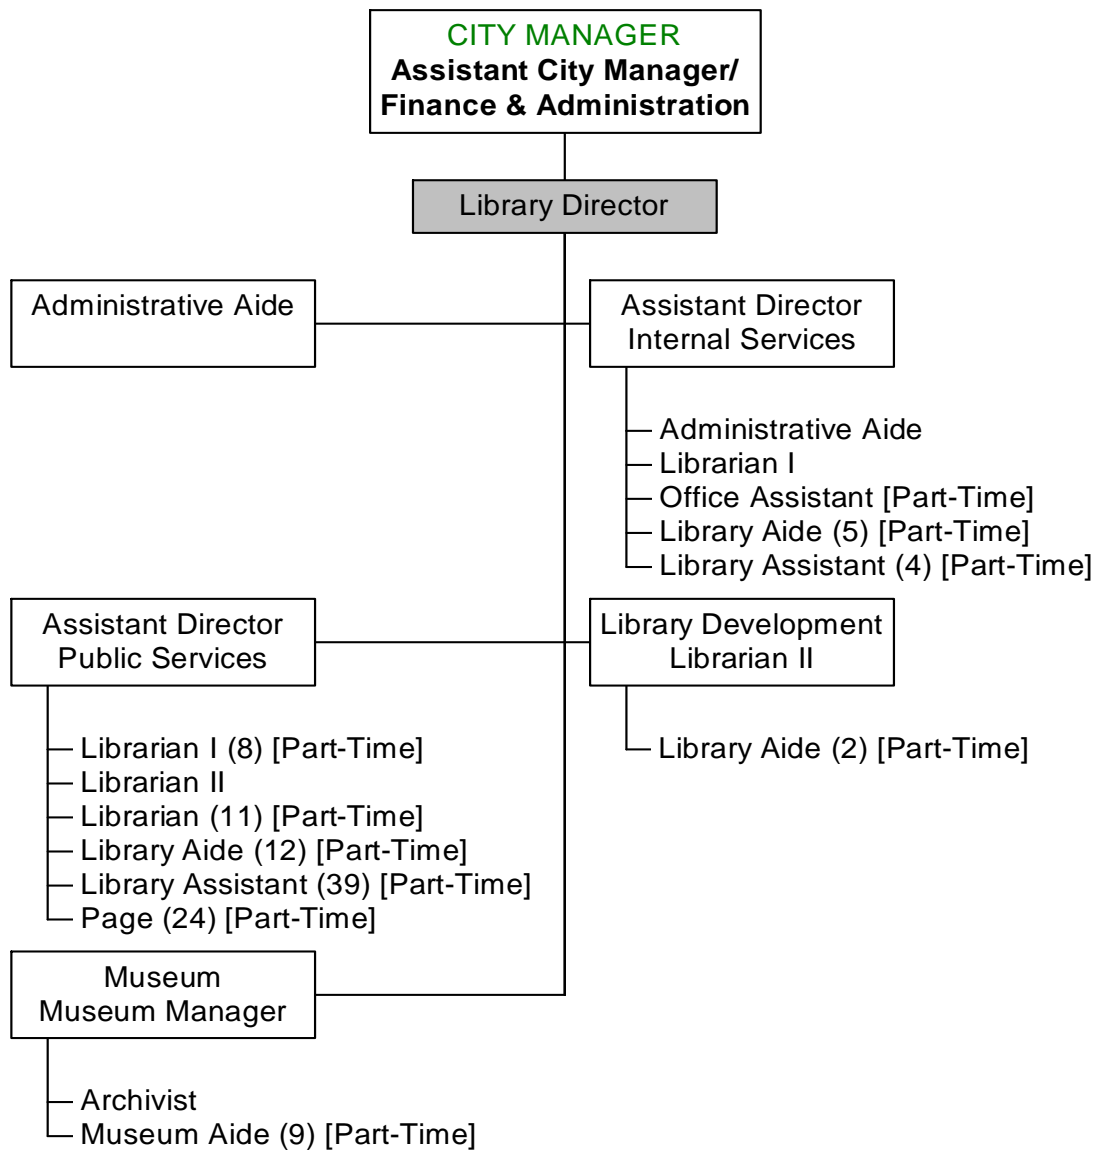 CITY MANAGER
Assistant City Manager/
Finance & Administration
Library Director
Administrative Aide
Assistant Director
Internal Services
Administrative Aide
Librarian I
Office Assistant [Part-Time]
Library Aide (5) [Part-Time]
Library Assistant (4) [Part-Time]
Assistant Director
Public Services
Librarian I (8) [Part-Time]
Librarian II
Librarian (11) [Part-Time]
Library Aide (12) [Part-Time]
Library Assistant (39) [Part-Time]
Page (24) [Part-Time]
Library Development
Librarian II
Library Aide (2) [Part-Time]
Museum
Museum Manager
Archivist
Museum Aide (9) [Part-Time]